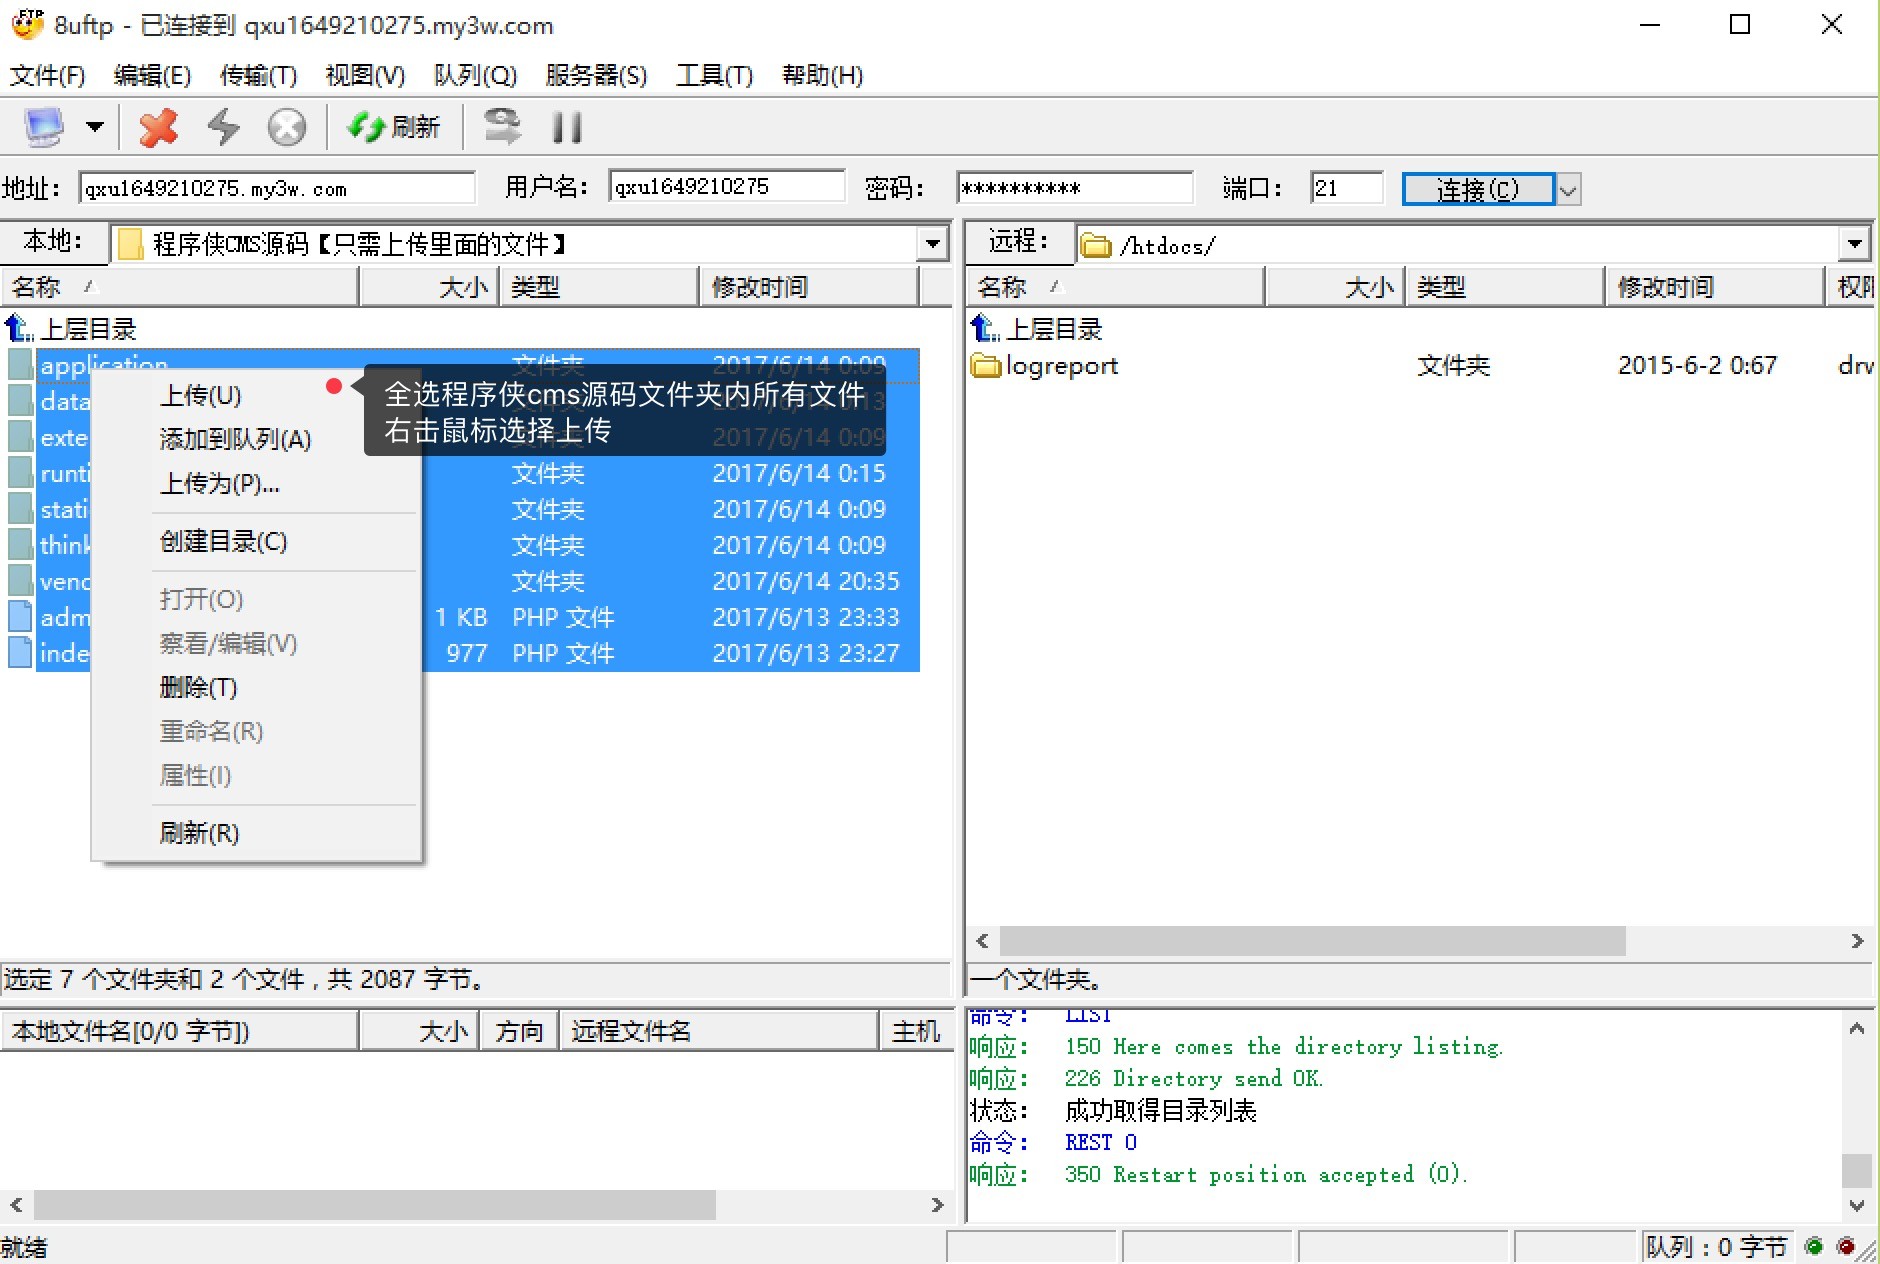 8uftp - 已连接到 qxu1649210275.my3w.com
文件(F) 编辑(E) 传输(T) 视图(V) 队列(Q) 服务器(S) 工具(T) 帮助(H)
刷新
地址: qxu1649210275.my3w.com 用户名: qxu1649210275 密码: ********** 端口: 21 连接(C)
本地: 程序侠CMS源码【只需上传里面的文件】
名称 大小 类型 修改时间
上层目录
application 文件夹 2017/6/14 0:09
data
exte 文件夹 2017/6/14 0:09
runti 文件夹 2017/6/14 0:15
stati 文件夹 2017/6/14 0:09
think 文件夹 2017/6/14 0:09
venc 文件夹 2017/6/14 20:35
adm 1 KB PHP 文件 2017/6/13 23:33
inde 977 PHP 文件 2017/6/13 23:27
上传(U)
添加到队列(A)
上传为(P)...
创建目录(C)
打开(O)
察看/编辑(V)
删除(T)
重命名(R)
属性(I)
刷新(R)
全选程序侠cms源码文件夹内所有文件
右击鼠标选择上传
选定 7 个文件夹和 2 个文件，共 2087 字节。
远程: /htdocs/
名称 大小 类型 修改时间 权限
上层目录
logreport 文件夹 2015-6-2 0:67 drw
一个文件夹。
本地文件名[0/0 字节]) 大小 方向 远程文件名 主机
命令: LIST
响应: 150 Here comes the directory listing.
响应: 226 Directory send OK.
状态: 成功取得目录列表
命令: REST 0
响应: 350 Restart position accepted (0).
就绪
队列：0 字节